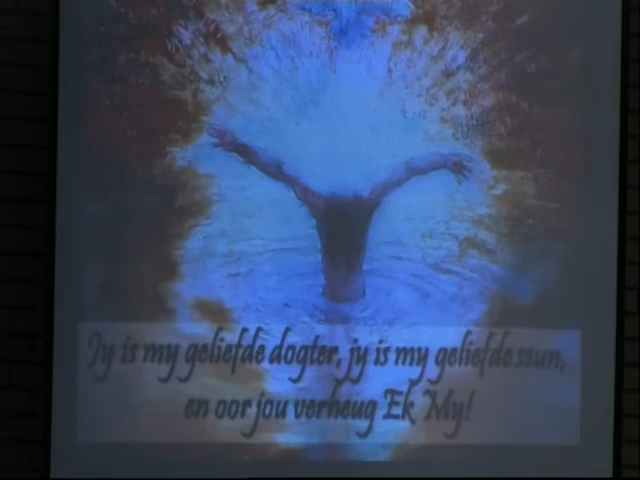 Jy is my geliefde dogter, jy is my geliefde seun,
en oor jou verheug Ek My!